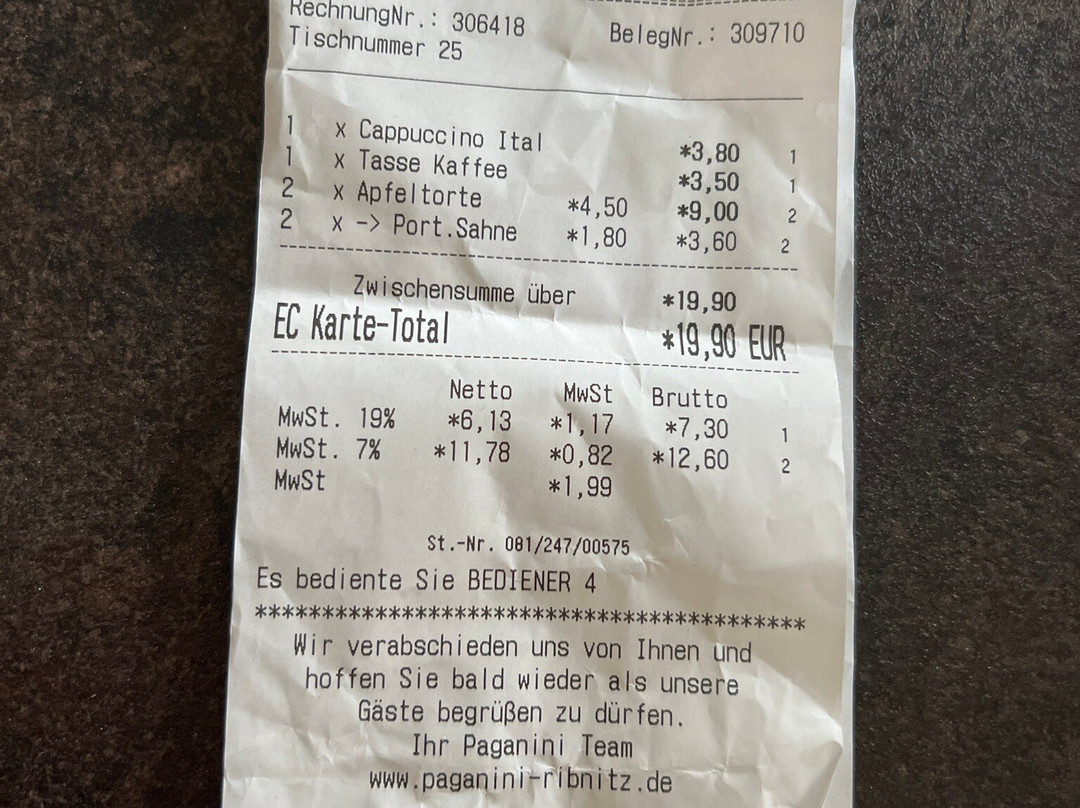 RechnungNr.: 306418 BelegNr.: 309710
Tischnummer 25
1 x Cappuccino Ital *3,80 1
1 x Tasse Kaffee *3,50 1
2 x Apfeltorte *4,50 *9,00 2
2 x -> Port.Sahne *1,80 *3,60 2
Zwischensumme über *19,90
EC Karte-Total *19,90 EUR
Netto MwSt Brutto
MwSt. 19% *6,13 *1,17 *7,30 1
MwSt. 7% *11,78 *0,82 *12,60 2
MwSt *1,99
St.-Nr. 081/247/00575
Es bediente Sie BEDIENER 4
******************************************
Wir verabschieden uns von Ihnen und
hoffen Sie bald wieder als unsere
Gäste begrüßen zu dürfen.
Ihr Paganini Team
www.paganini-ribnitz.de